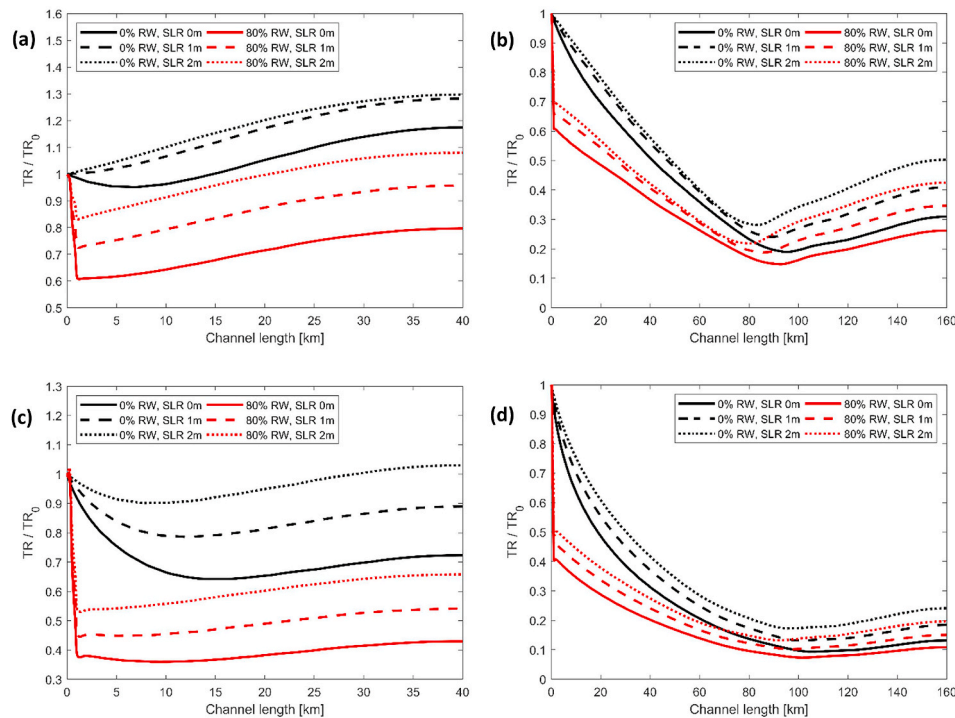 (a)
0% RW, SLR 0m 80% RW, SLR 0m
0% RW, SLR 1m 80% RW, SLR 1m
0% RW, SLR 2m 80% RW, SLR 2m
TR / TR0
1.6
1.5
1.4
1.3
1.2
1.1
1
0.9
0.8
0.7
0.6
0.5
0 5 10 15 20 25 30 35 40
Channel length [km]
(b)
0% RW, SLR 0m 80% RW, SLR 0m
0% RW, SLR 1m 80% RW, SLR 1m
0% RW, SLR 2m 80% RW, SLR 2m
TR / TR0
1
0.9
0.8
0.7
0.6
0.5
0.4
0.3
0.2
0.1
0
0 20 40 60 80 100 120 140 160
Channel length [km]
(c)
0% RW, SLR 0m 80% RW, SLR 0m
0% RW, SLR 1m 80% RW, SLR 1m
0% RW, SLR 2m 80% RW, SLR 2m
TR / TR0
1.3
1.2
1.1
1
0.9
0.8
0.7
0.6
0.5
0.4
0.3
0 5 10 15 20 25 30 35 40
Channel length [km]
(d)
0% RW, SLR 0m 80% RW, SLR 0m
0% RW, SLR 1m 80% RW, SLR 1m
0% RW, SLR 2m 80% RW, SLR 2m
TR / TR0
1
0.9
0.8
0.7
0.6
0.5
0.4
0.3
0.2
0.1
0
0 20 40 60 80 100 120 140 160
Channel length [km]